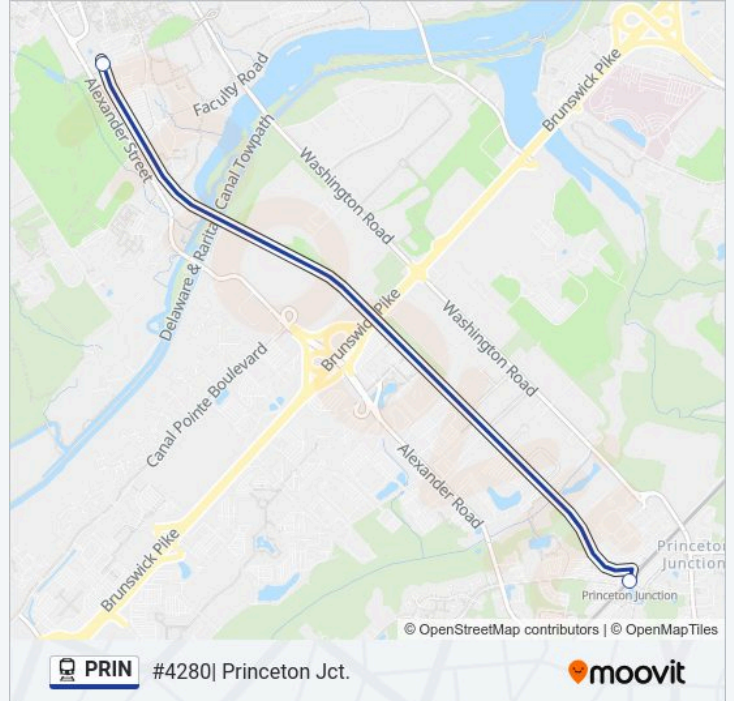 Faculty Road
Alexander Street
Brunswick Pike
Washington Road
Delaware & Raritan Canal Towpath
Brunswick Pike
Washington Road
Canal Pointe Boulevard
Alexander Road
Brunswick Pike
Princeton
Junction
Princeton Junction
© OpenStreetMap contributors | © OpenMapTiles
PRIN #4280| Princeton Jct.
moovit